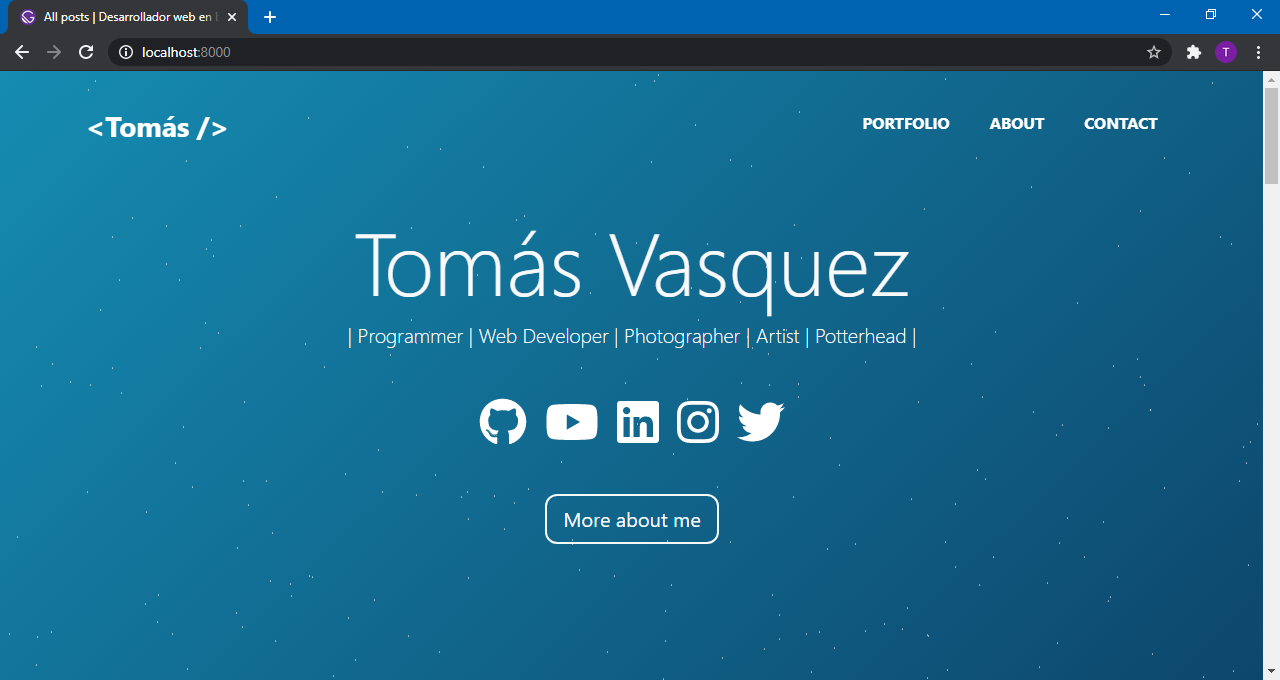 All posts | Desarrollador web en
localhost:8000
<Tomás />
PORTFOLIO ABOUT CONTACT
Tomás Vasquez
| Programmer | Web Developer | Photographer | Artist | Potterhead |
More about me
T